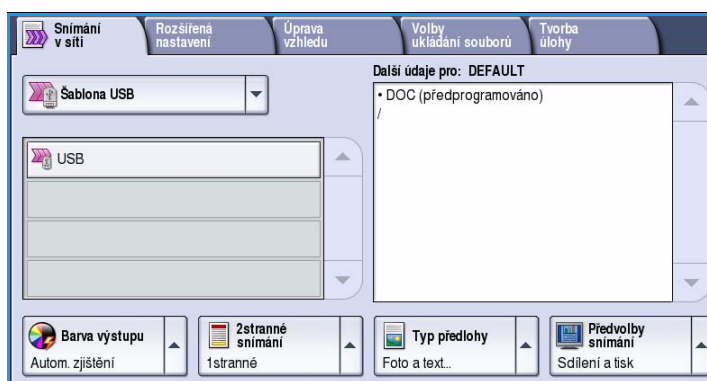 Snímání
v síti
Rozšířená
nastavení
Úprava
vzhledu
Volby
ukládání souborů
Tvorba
úlohy
Šablona USB
Další údaje pro: DEFAULT
• DOC (předprogramováno)
/
USB
Barva výstupu
Autom. zjištění
2stranné
snímání
1stranné
Typ předlohy
Foto a text...
Předvolby
snímání
Sdílení a tisk